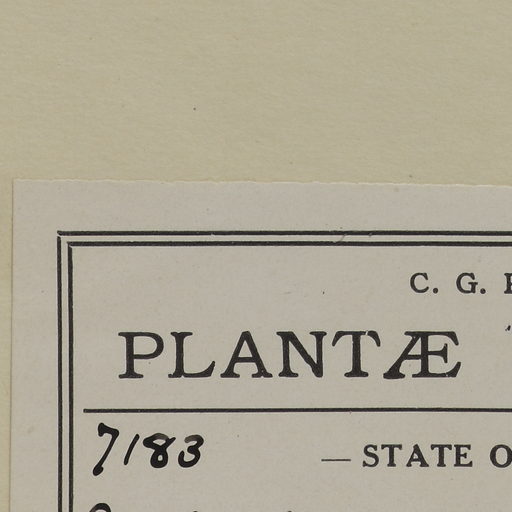 C. G.
PLANTÆ
7183 — STATE